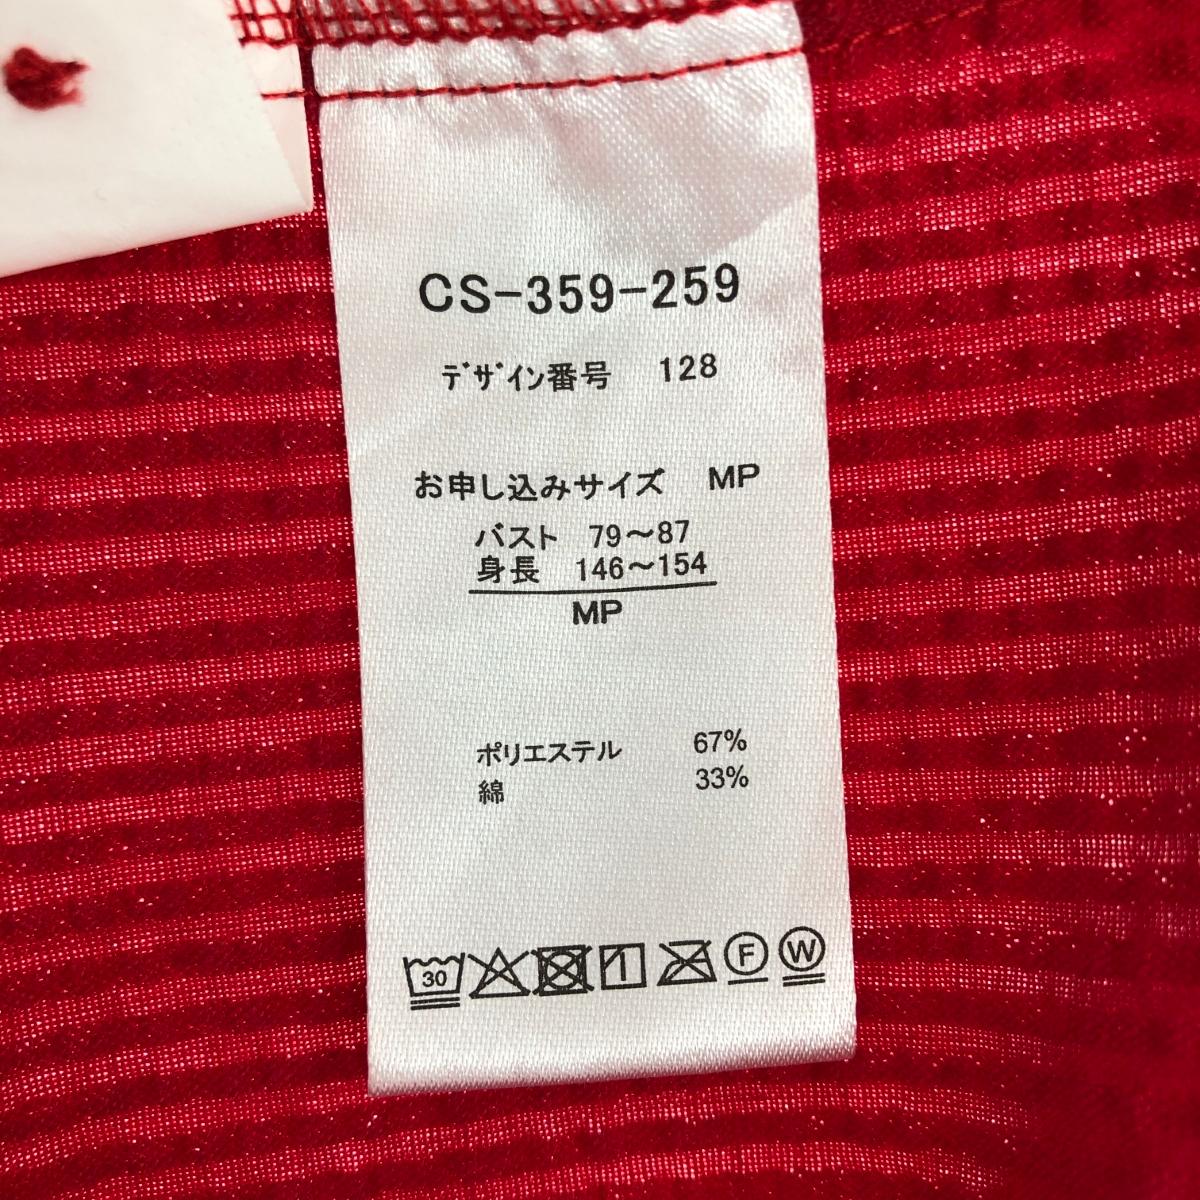 CS-359-259
ﾃﾞｻﾞｲﾝ番号 128
お申し込みサイズ MP
バスト 79～87
身長 146～154
MP
ポリエステル 67%
綿 33%
30 F W